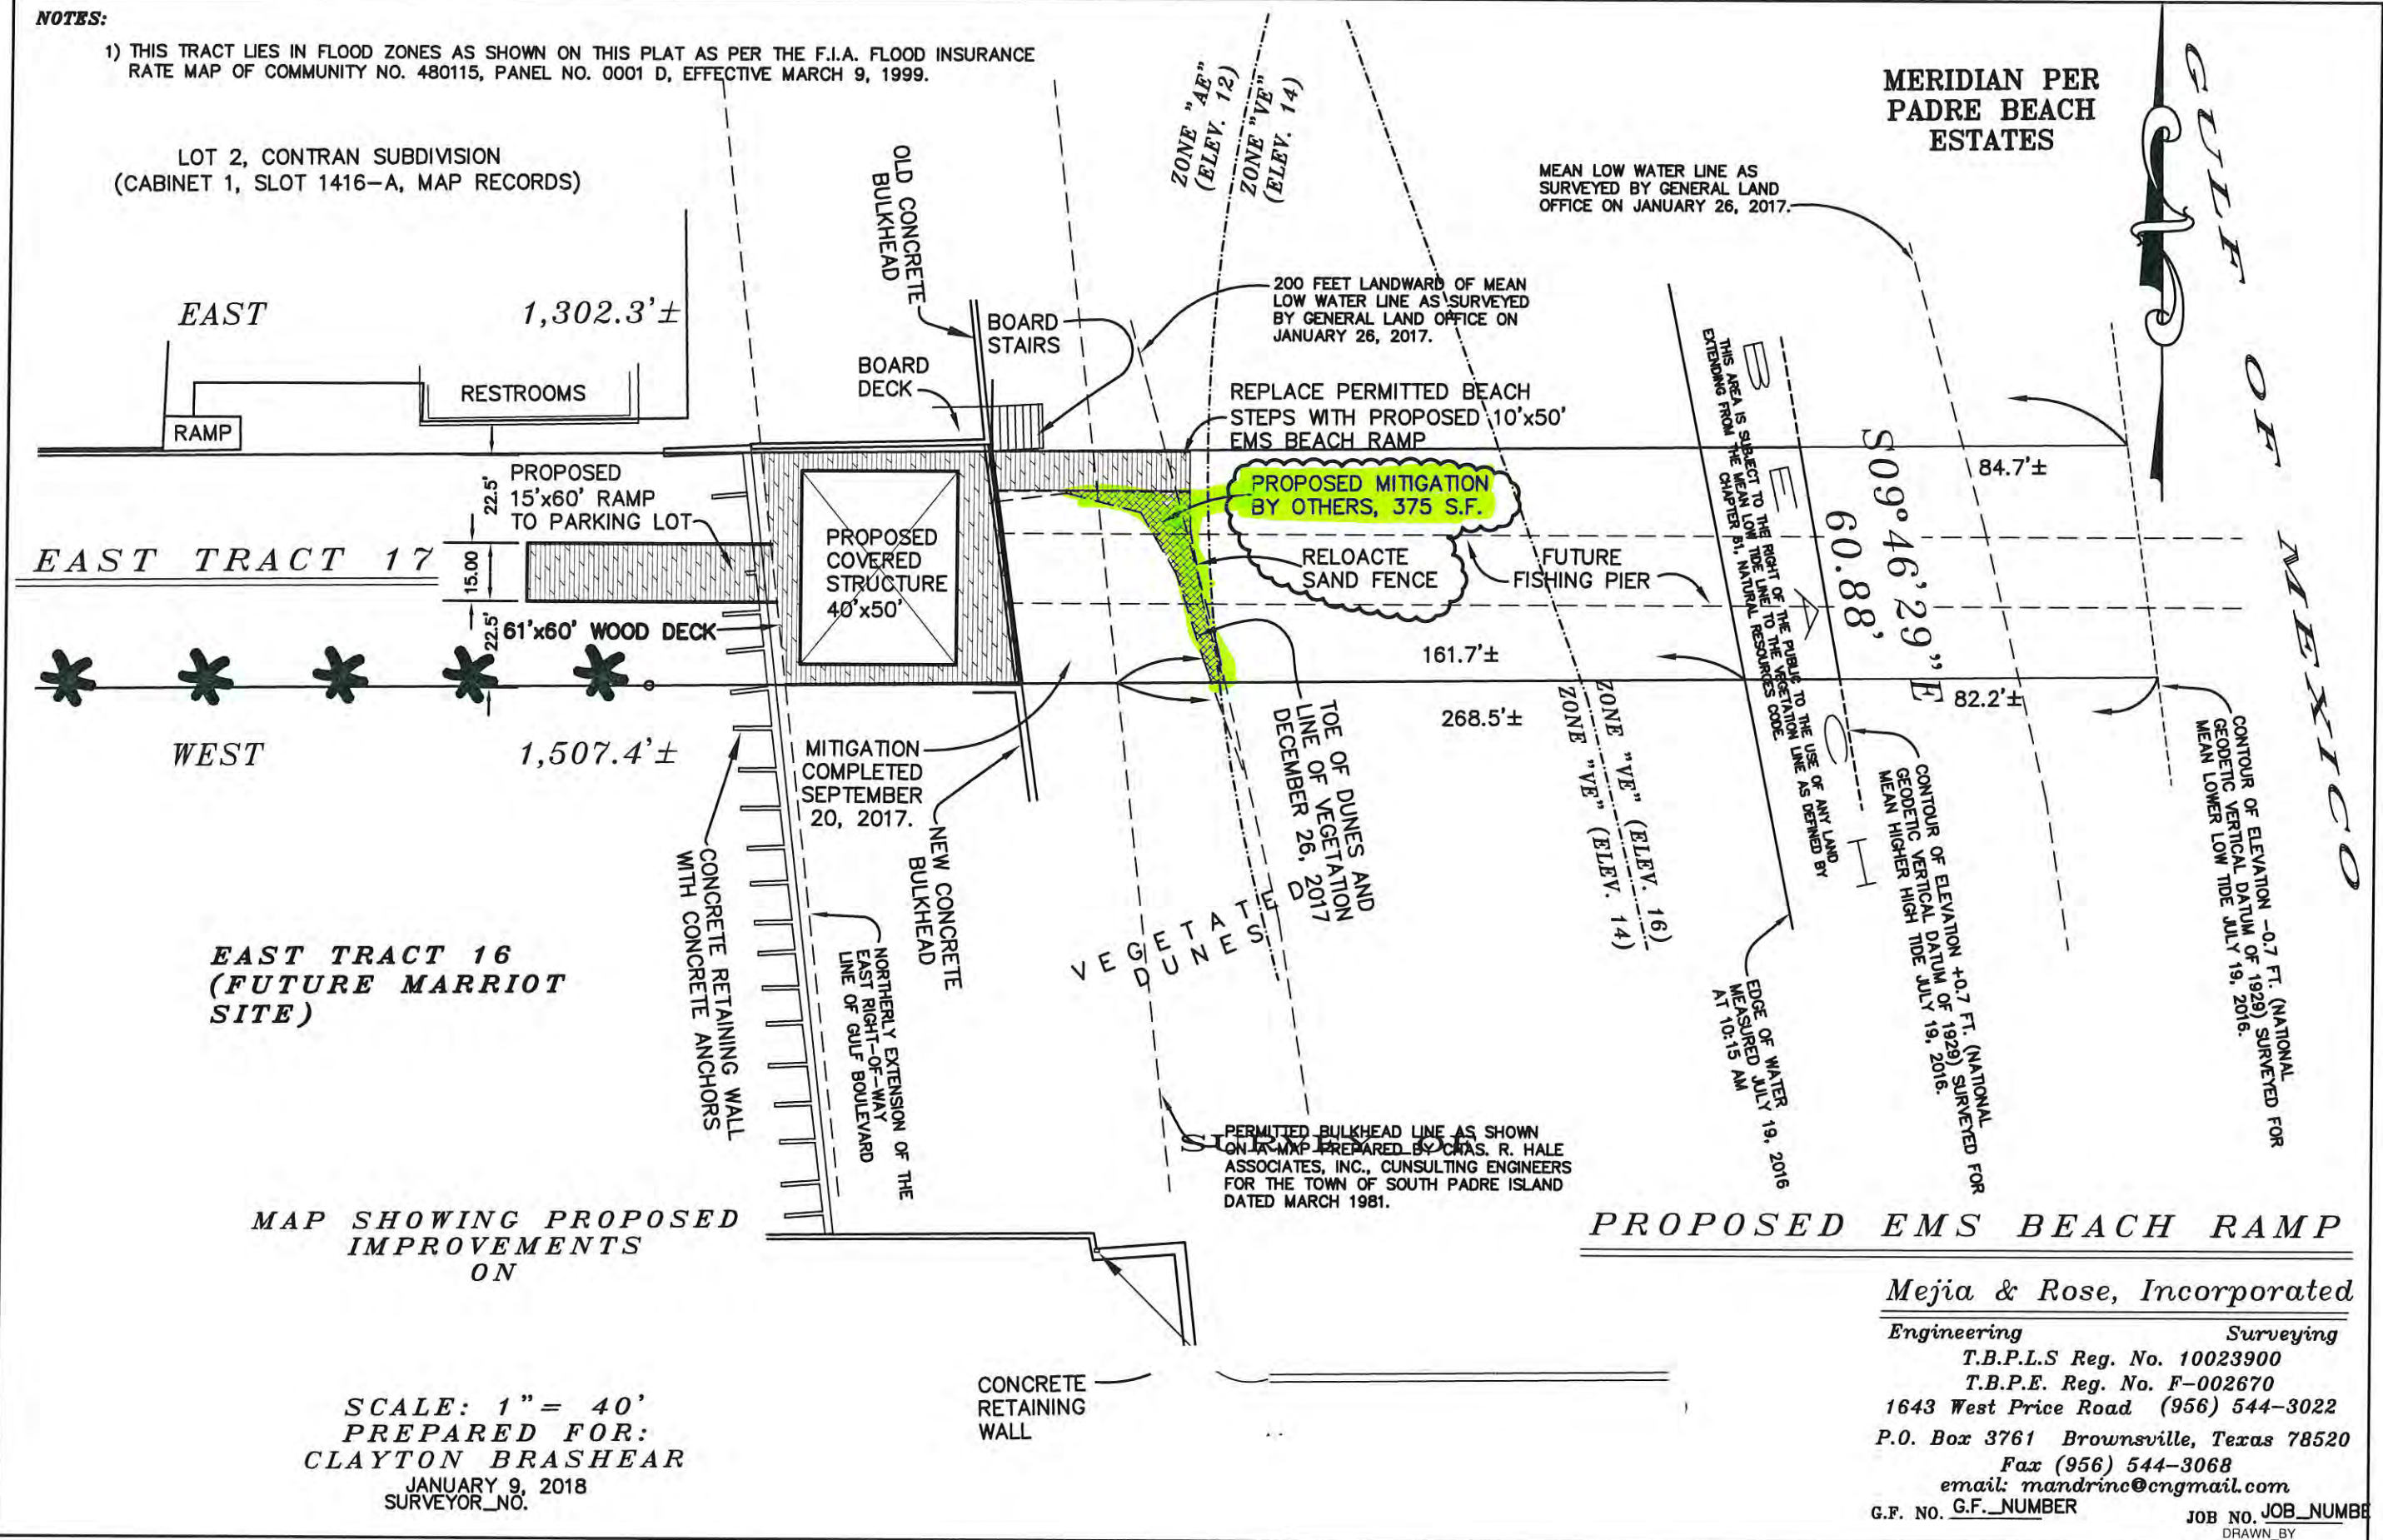 NOTES:
1) THIS TRACT LIES IN FLOOD ZONES AS SHOWN ON THIS PLAT AS PER THE F.I.A. FLOOD INSURANCE
RATE MAP OF COMMUNITY NO. 480115, PANEL NO. 0001 D, EFFECTIVE MARCH 9, 1999.
LOT 2, CONTRAN SUBDIVISION
(CABINET 1, SLOT 1416-A, MAP RECORDS)
EAST
1,302.3'±
RESTROOMS
RAMP
PROPOSED
15'x60' RAMP
TO PARKING LOT
22.5'
15.00
22.5'
EAST TRACT 17
61'x60' WOOD DECK
WEST
1,507.4'±
OLD CONCRETE
BULKHEAD
BOARD
DECK
BOARD
STAIRS
PROPOSED
COVERED
STRUCTURE
40'x50'
ZONE "AE"
(ELEV. 12)
ZONE "VE"
(ELEV. 14)
200 FEET LANDWARD OF MEAN
LOW WATER LINE AS SURVEYED
BY GENERAL LAND OFFICE ON
JANUARY 26, 2017.
REPLACE PERMITTED BEACH
STEPS WITH PROPOSED 10'x50'
EMS BEACH RAMP
PROPOSED MITIGATION
BY OTHERS, 375 S.F.
RELOACTE
SAND FENCE
FUTURE
FISHING PIER
161.7'±
268.5'±
MEAN LOW WATER LINE AS
SURVEYED BY GENERAL LAND
OFFICE ON JANUARY 26, 2017.
MERIDIAN PER
PADRE BEACH
ESTATES
GULF OF MEXICO
BEACH
THIS AREA IS SUBJECT TO THE RIGHT OF THE PUBLIC TO THE USE OF ANY LAND
EXTENDING FROM THE MEAN LOW TIDE LINE TO THE VEGETATION LINE AS DEFINED BY
CHAPTER 61, NATURAL RESOURCES CODE.
S09°46'29"E
60.88'
84.7'±
82.2'±
ZONE "VE" (ELEV. 16)
ZONE "VE" (ELEV. 14)
CONTOUR OF ELEVATION -0.7 FT. (NATIONAL
GEODETIC VERTICAL DATUM OF 1929) SURVEYED FOR
MEAN LOWER LOW TIDE JULY 19, 2016.
CONTOUR OF ELEVATION +0.7 FT. (NATIONAL
GEODETIC VERTICAL DATUM OF 1929) SURVEYED FOR
MEAN HIGHER HIGH TIDE JULY 19, 2016.
EDGE OF WATER
MEASURED JULY 19, 2016
AT 10:15 AM
MITIGATION
COMPLETED
SEPTEMBER
20, 2017.
NEW CONCRETE
BULKHEAD
TOE OF DUNES AND
LINE OF VEGETATION
DECEMBER 26, 2017
VEGETATED
DUNES
CONCRETE RETAINING WALL
WITH CONCRETE ANCHORS
NORTHERLY EXTENSION OF THE
EAST RIGHT-OF-WAY
LINE OF GULF BOULEVARD
EAST TRACT 16
(FUTURE MARRIOT
SITE)
SURVEY OF
PERMITTED BULKHEAD LINE AS SHOWN
ON A MAP PREPARED BY CHAS. R. HALE
ASSOCIATES, INC., CUNSULTING ENGINEERS
FOR THE TOWN OF SOUTH PADRE ISLAND
DATED MARCH 1981.
MAP SHOWING PROPOSED
IMPROVEMENTS
ON
PROPOSED EMS BEACH RAMP
CONCRETE
RETAINING
WALL
SCALE: 1"= 40'
PREPARED FOR:
CLAYTON BRASHEAR
JANUARY 9, 2018
SURVEYOR_NO.
Mejia & Rose, Incorporated
Engineering Surveying
T.B.P.L.S Reg. No. 10023900
T.B.P.E. Reg. No. F-002670
1643 West Price Road (956) 544-3022
P.O. Box 3761 Brownsville, Texas 78520
Fax (956) 544-3068
email: mandrinc@cngmail.com
G.F. NO. G.F._NUMBER JOB NO. JOB_NUMBE
DRAWN_BY